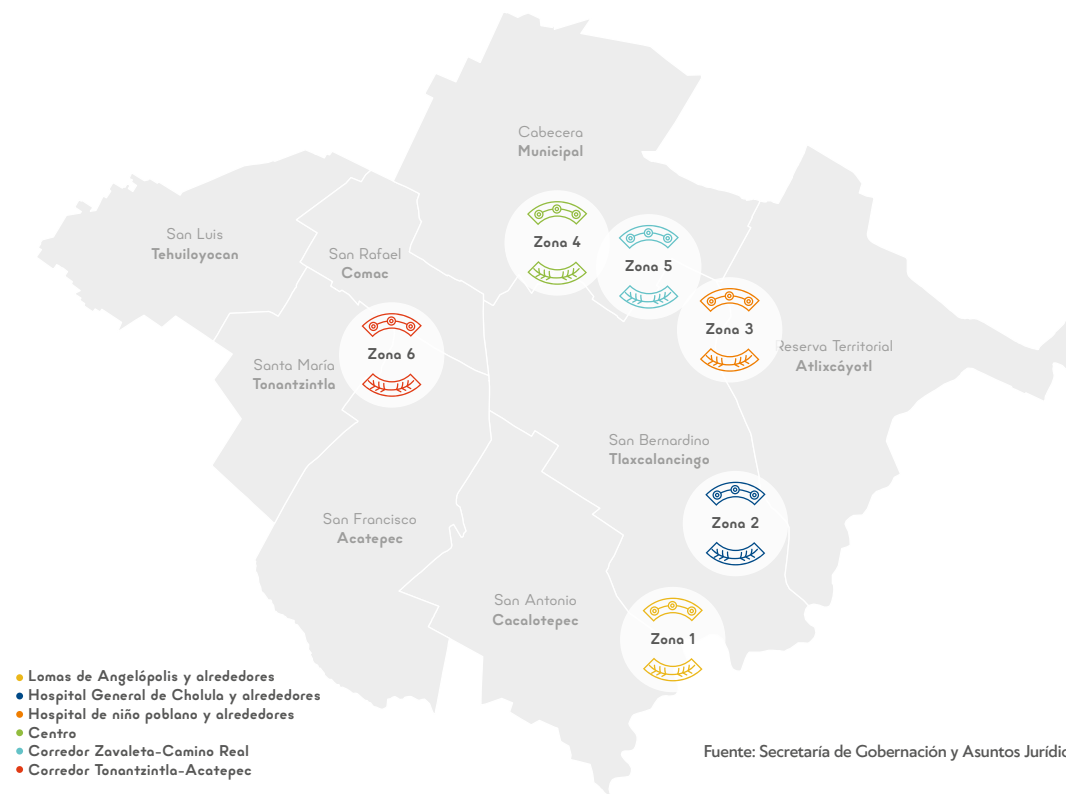 Cabecera
Municipal
San Luis
Tehuiloyocan
San Rafael
Comac
Zona 4
Zona 5
Zona 3
Reserva Territorial
Atlixcáyotl
Zona 6
Santa María
Tonantzintla
San Bernardino
Tlaxcalancingo
San Francisco
Acatepec
Zona 2
San Antonio
Cacalotepec
Zona 1
Lomas de Angelópolis y alrededores
Hospital General de Cholula y alrededores
Hospital de niño poblano y alrededores
Centro
Corredor Zavaleta-Camino Real
Corredor Tonantzintla-Acatepec
Fuente: Secretaría de Gobernación y Asuntos Jurídic